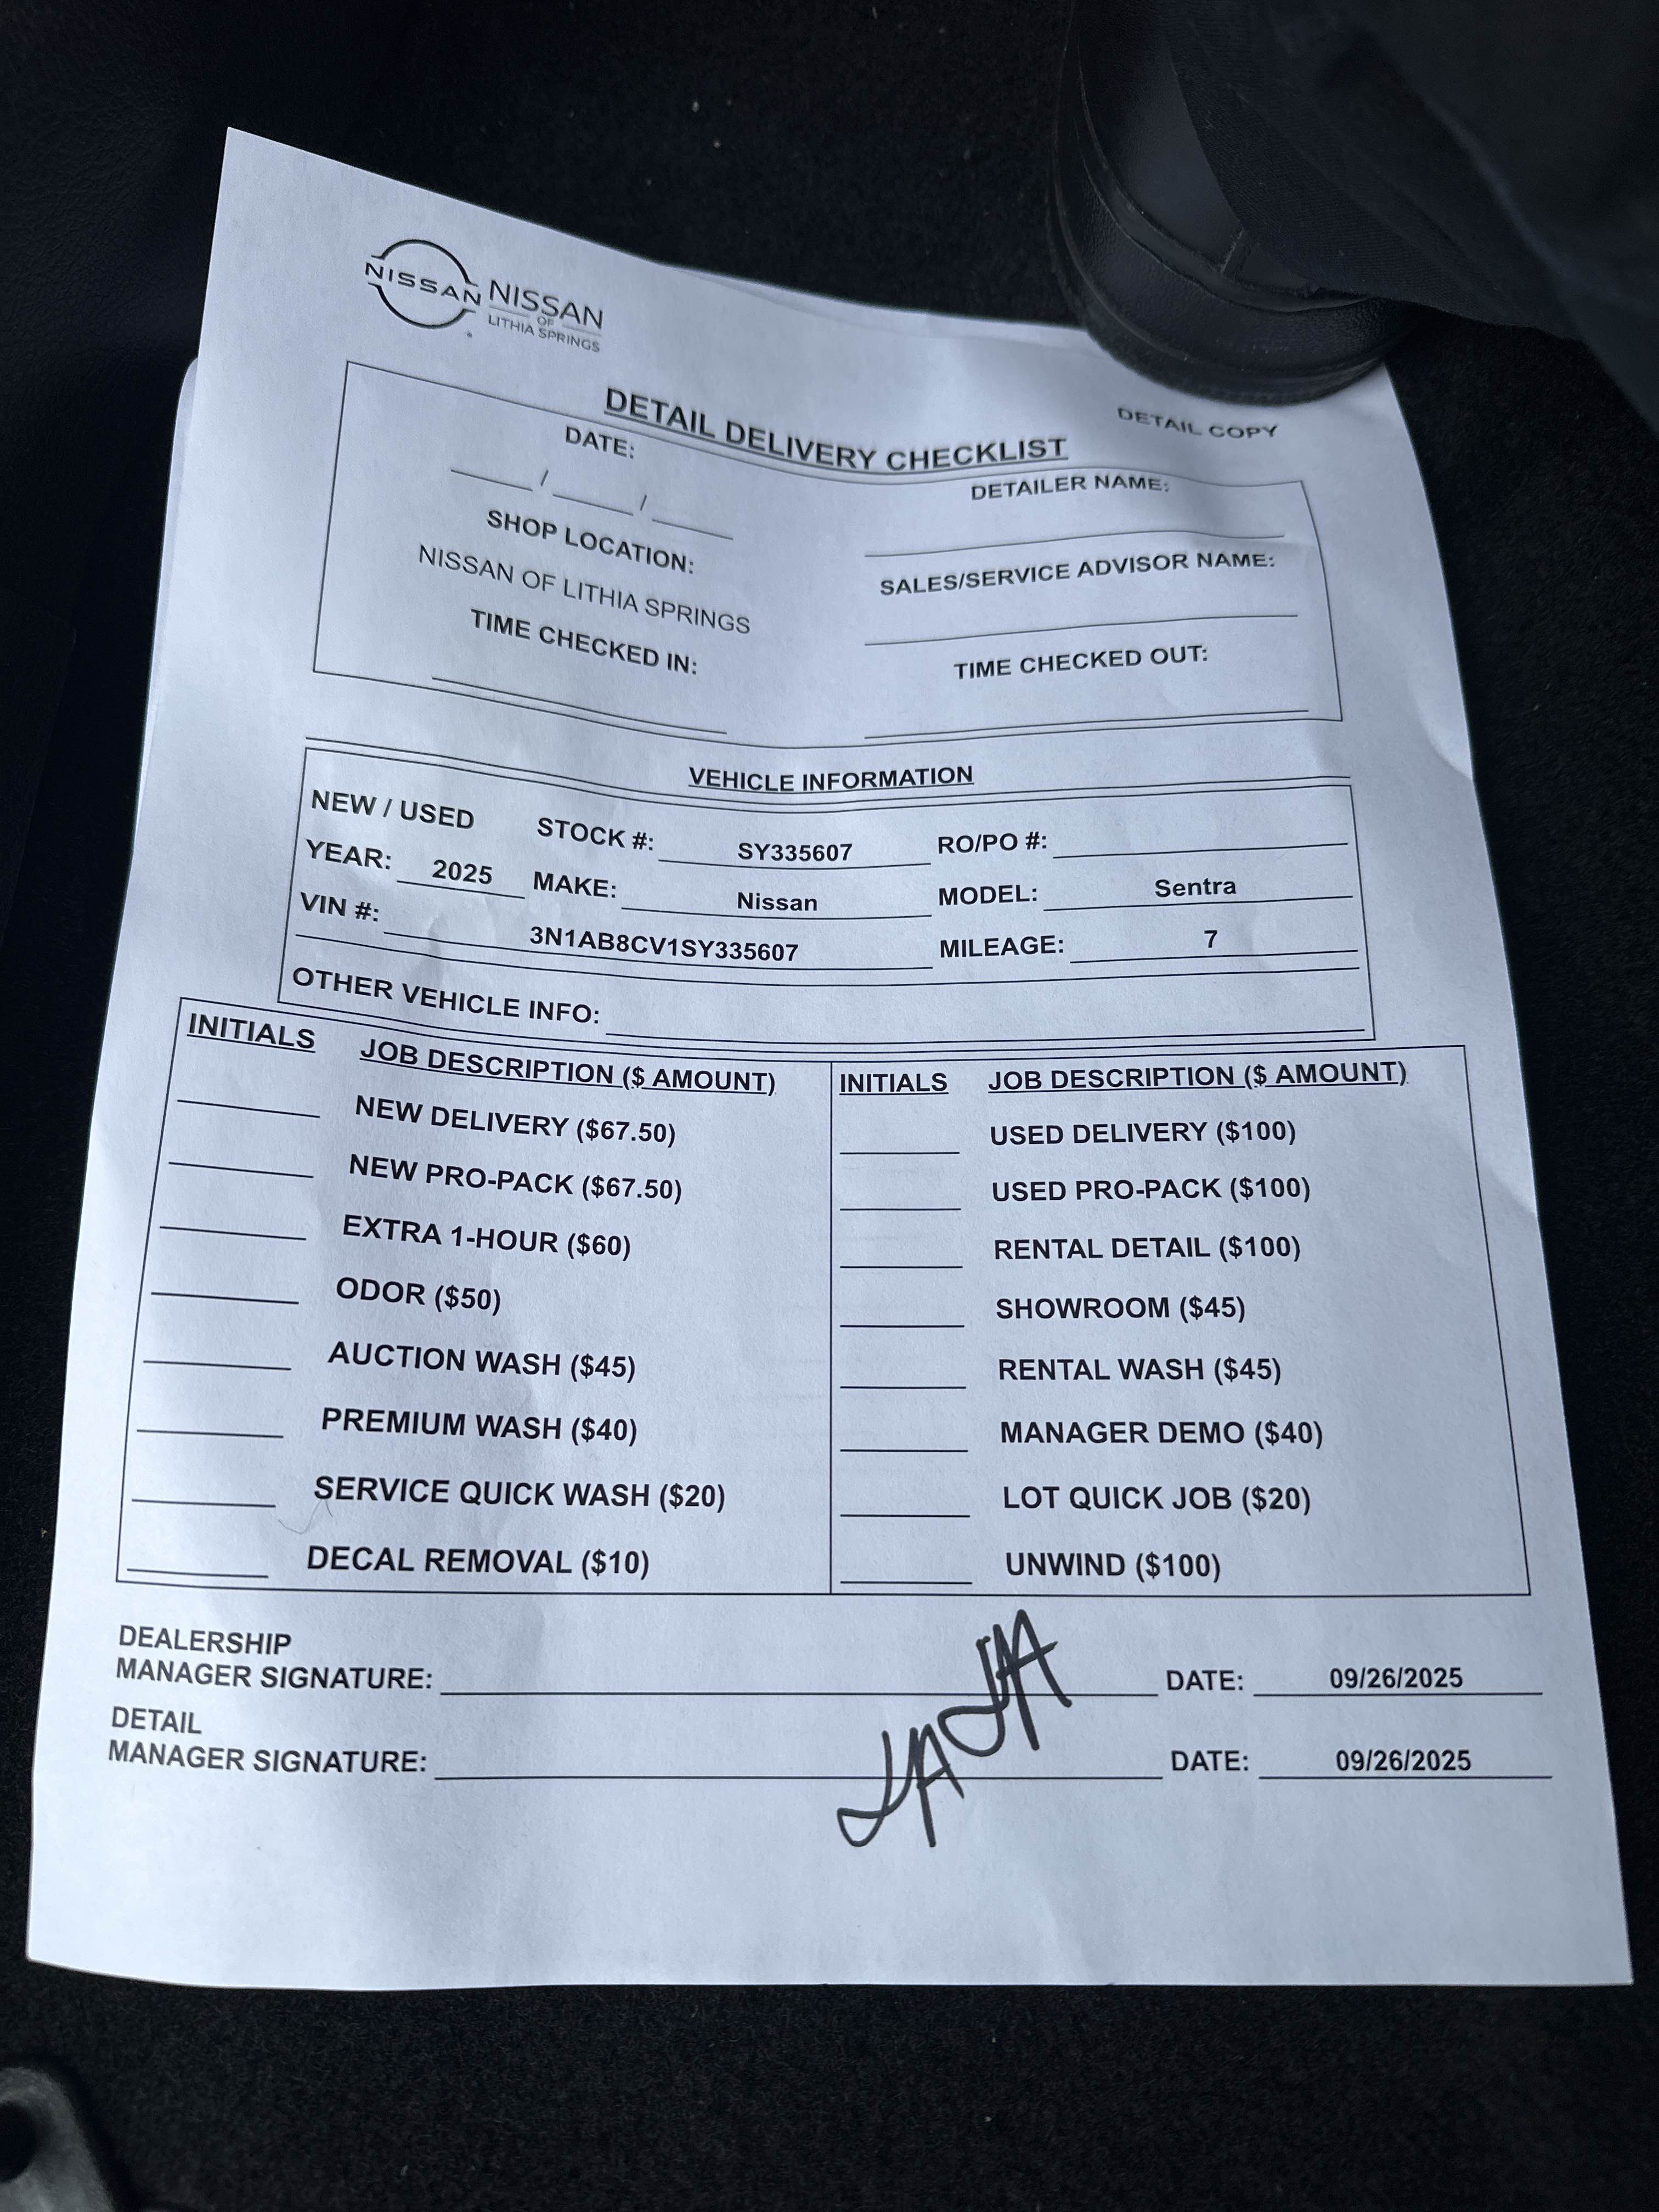 NISSAN
NISSAN
OF
LITHIA SPRINGS
DETAIL COPY
DETAIL DELIVERY CHECKLIST
DATE:
____/____/____
DETAILER NAME:
SHOP LOCATION:
NISSAN OF LITHIA SPRINGS
SALES/SERVICE ADVISOR NAME:
TIME CHECKED IN:
TIME CHECKED OUT:
VEHICLE INFORMATION
NEW / USED STOCK #: SY335607 RO/PO #:
YEAR: 2025 MAKE: Nissan MODEL: Sentra
VIN #: 3N1AB8CV1SY335607 MILEAGE: 7
OTHER VEHICLE INFO:
INITIALS JOB DESCRIPTION ($ AMOUNT)
NEW DELIVERY ($67.50)
NEW PRO-PACK ($67.50)
EXTRA 1-HOUR ($60)
ODOR ($50)
AUCTION WASH ($45)
PREMIUM WASH ($40)
SERVICE QUICK WASH ($20)
DECAL REMOVAL ($10)
INITIALS JOB DESCRIPTION ($ AMOUNT)
USED DELIVERY ($100)
USED PRO-PACK ($100)
RENTAL DETAIL ($100)
SHOWROOM ($45)
RENTAL WASH ($45)
MANAGER DEMO ($40)
LOT QUICK JOB ($20)
UNWIND ($100)
DEALERSHIP
MANAGER SIGNATURE: DATE: 09/26/2025
DETAIL
MANAGER SIGNATURE: DATE: 09/26/2025